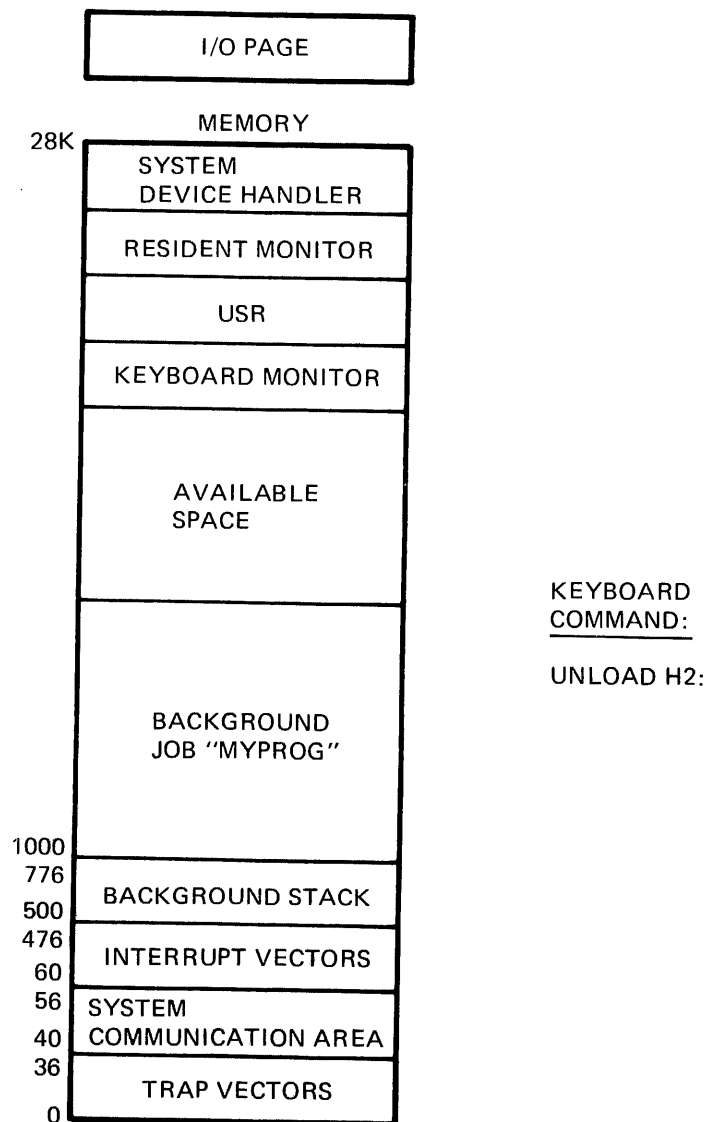 I/O PAGE
MEMORY
28K
SYSTEM
DEVICE HANDLER
RESIDENT MONITOR
USR
KEYBOARD MONITOR
AVAILABLE
SPACE
KEYBOARD
COMMAND:
UNLOAD H2:
BACKGROUND
JOB "MYPROG"
1000
776
BACKGROUND STACK
500
476
INTERRUPT VECTORS
60
56
SYSTEM
40
COMMUNICATION AREA
36
TRAP VECTORS
0